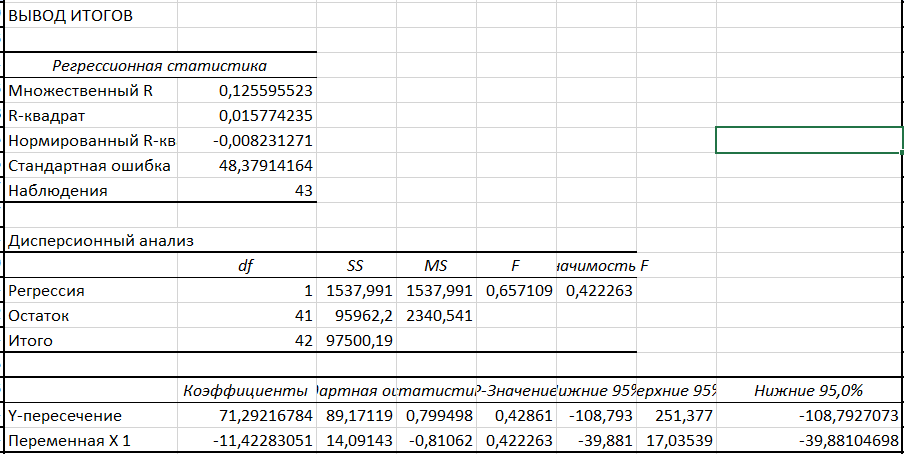 ВЫВОД ИТОГОВ
Регрессионная статистика
Множественный R 0,125595523
R-квадрат 0,015774235
Нормированный R-кв -0,008231271
Стандартная ошибка 48,37914164
Наблюдения 43
Дисперсионный анализ
df SS MS F начимость F
Регрессия 1 1537,991 1537,991 0,657109 0,422263
Остаток 41 95962,2 2340,541
Итого 42 97500,19
Коэффициенты дартная ош татистик P-Значение ижние 95% ерхние 95% Нижние 95,0%
Y-пересечение 71,29216784 89,17119 0,799498 0,42861 -108,793 251,377 -108,7927073
Переменная X 1 -11,42283051 14,09143 -0,81062 0,422263 -39,881 17,03539 -39,88104698